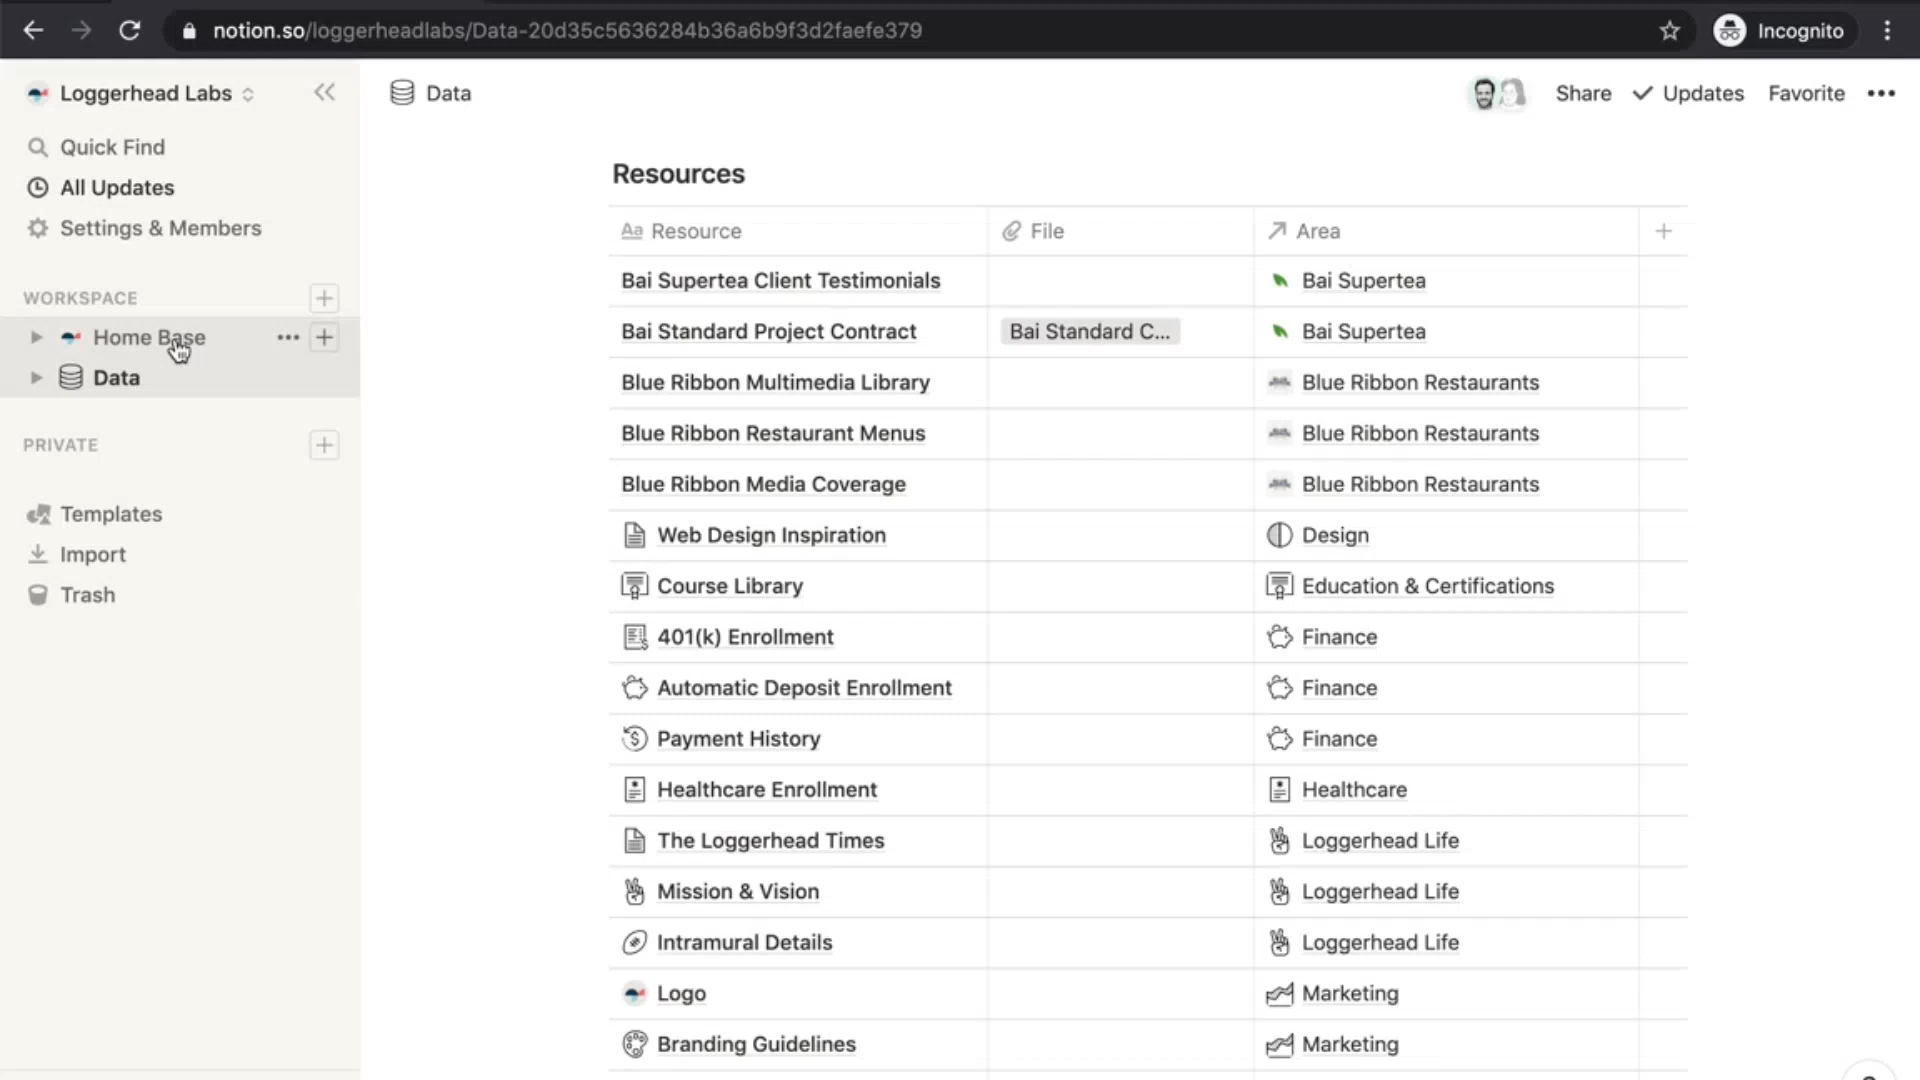 notion.so/loggerheadlabs/Data-20d35c5636284b36a6b9f3d2faefe379
Incognito
Loggerhead Labs
Data
Share
Updates
Favorite
Quick Find
All Updates
Settings & Members
WORKSPACE
Home Base
Data
PRIVATE
Templates
Import
Trash
Resources
Aa Resource File Area
Bai Supertea Client Testimonials Bai Supertea
Bai Standard Project Contract Bai Standard C... Bai Supertea
Blue Ribbon Multimedia Library Blue Ribbon Restaurants
Blue Ribbon Restaurant Menus Blue Ribbon Restaurants
Blue Ribbon Media Coverage Blue Ribbon Restaurants
Web Design Inspiration Design
Course Library Education & Certifications
401(k) Enrollment Finance
Automatic Deposit Enrollment Finance
Payment History Finance
Healthcare Enrollment Healthcare
The Loggerhead Times Loggerhead Life
Mission & Vision Loggerhead Life
Intramural Details Loggerhead Life
Logo Marketing
Branding Guidelines Marketing